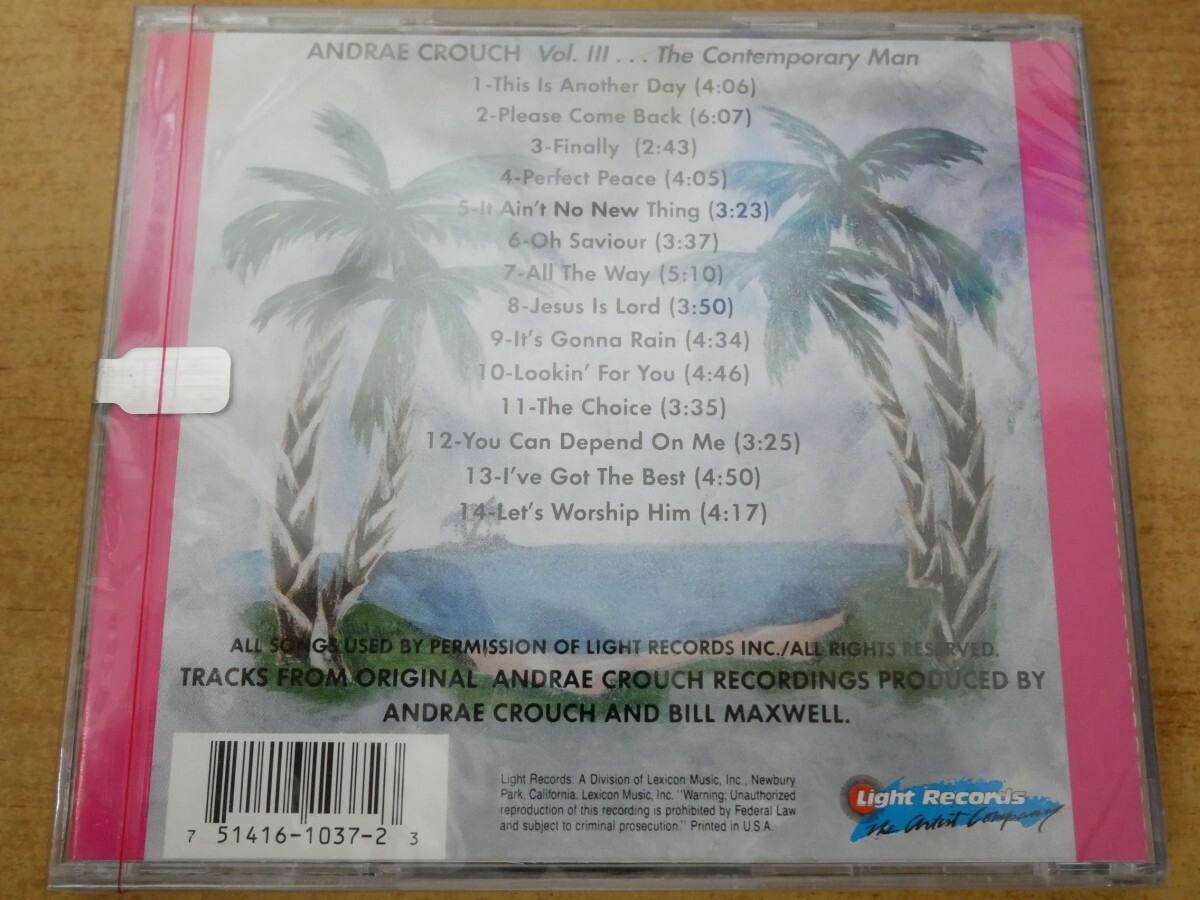 ANDRAE CROUCH Vol. III . . . The Contemporary Man
1-This Is Another Day (4:06)
2-Please Come Back (6:07)
3-Finally (2:43)
4-Perfect Peace (4:05)
5-It Ain't No New Thing (3:23)
6-Oh Saviour (3:37)
7-All The Way (5:10)
8-Jesus Is Lord (3:50)
9-It's Gonna Rain (4:34)
10-Lookin' For You (4:46)
11-The Choice (3:35)
12-You Can Depend On Me (3:25)
13-I've Got The Best (4:50)
14-Let's Worship Him (4:17)
ALL SONGS USED BY PERMISSION OF LIGHT RECORDS INC./ALL RIGHTS RESERVED.
TRACKS FROM ORIGINAL ANDRAE CROUCH RECORDINGS PRODUCED BY
ANDRAE CROUCH AND BILL MAXWELL.
7 51416-1037-2 3
Light Records: A Division of Lexicon Music, Inc., Newbury
Park, California. Lexicon Music, Inc. "Warning; Unauthorized
reproduction of this recording is prohibited by Federal Law
and subject to criminal prosecution." Printed in U.S.A.
Light Records
The Artist Company